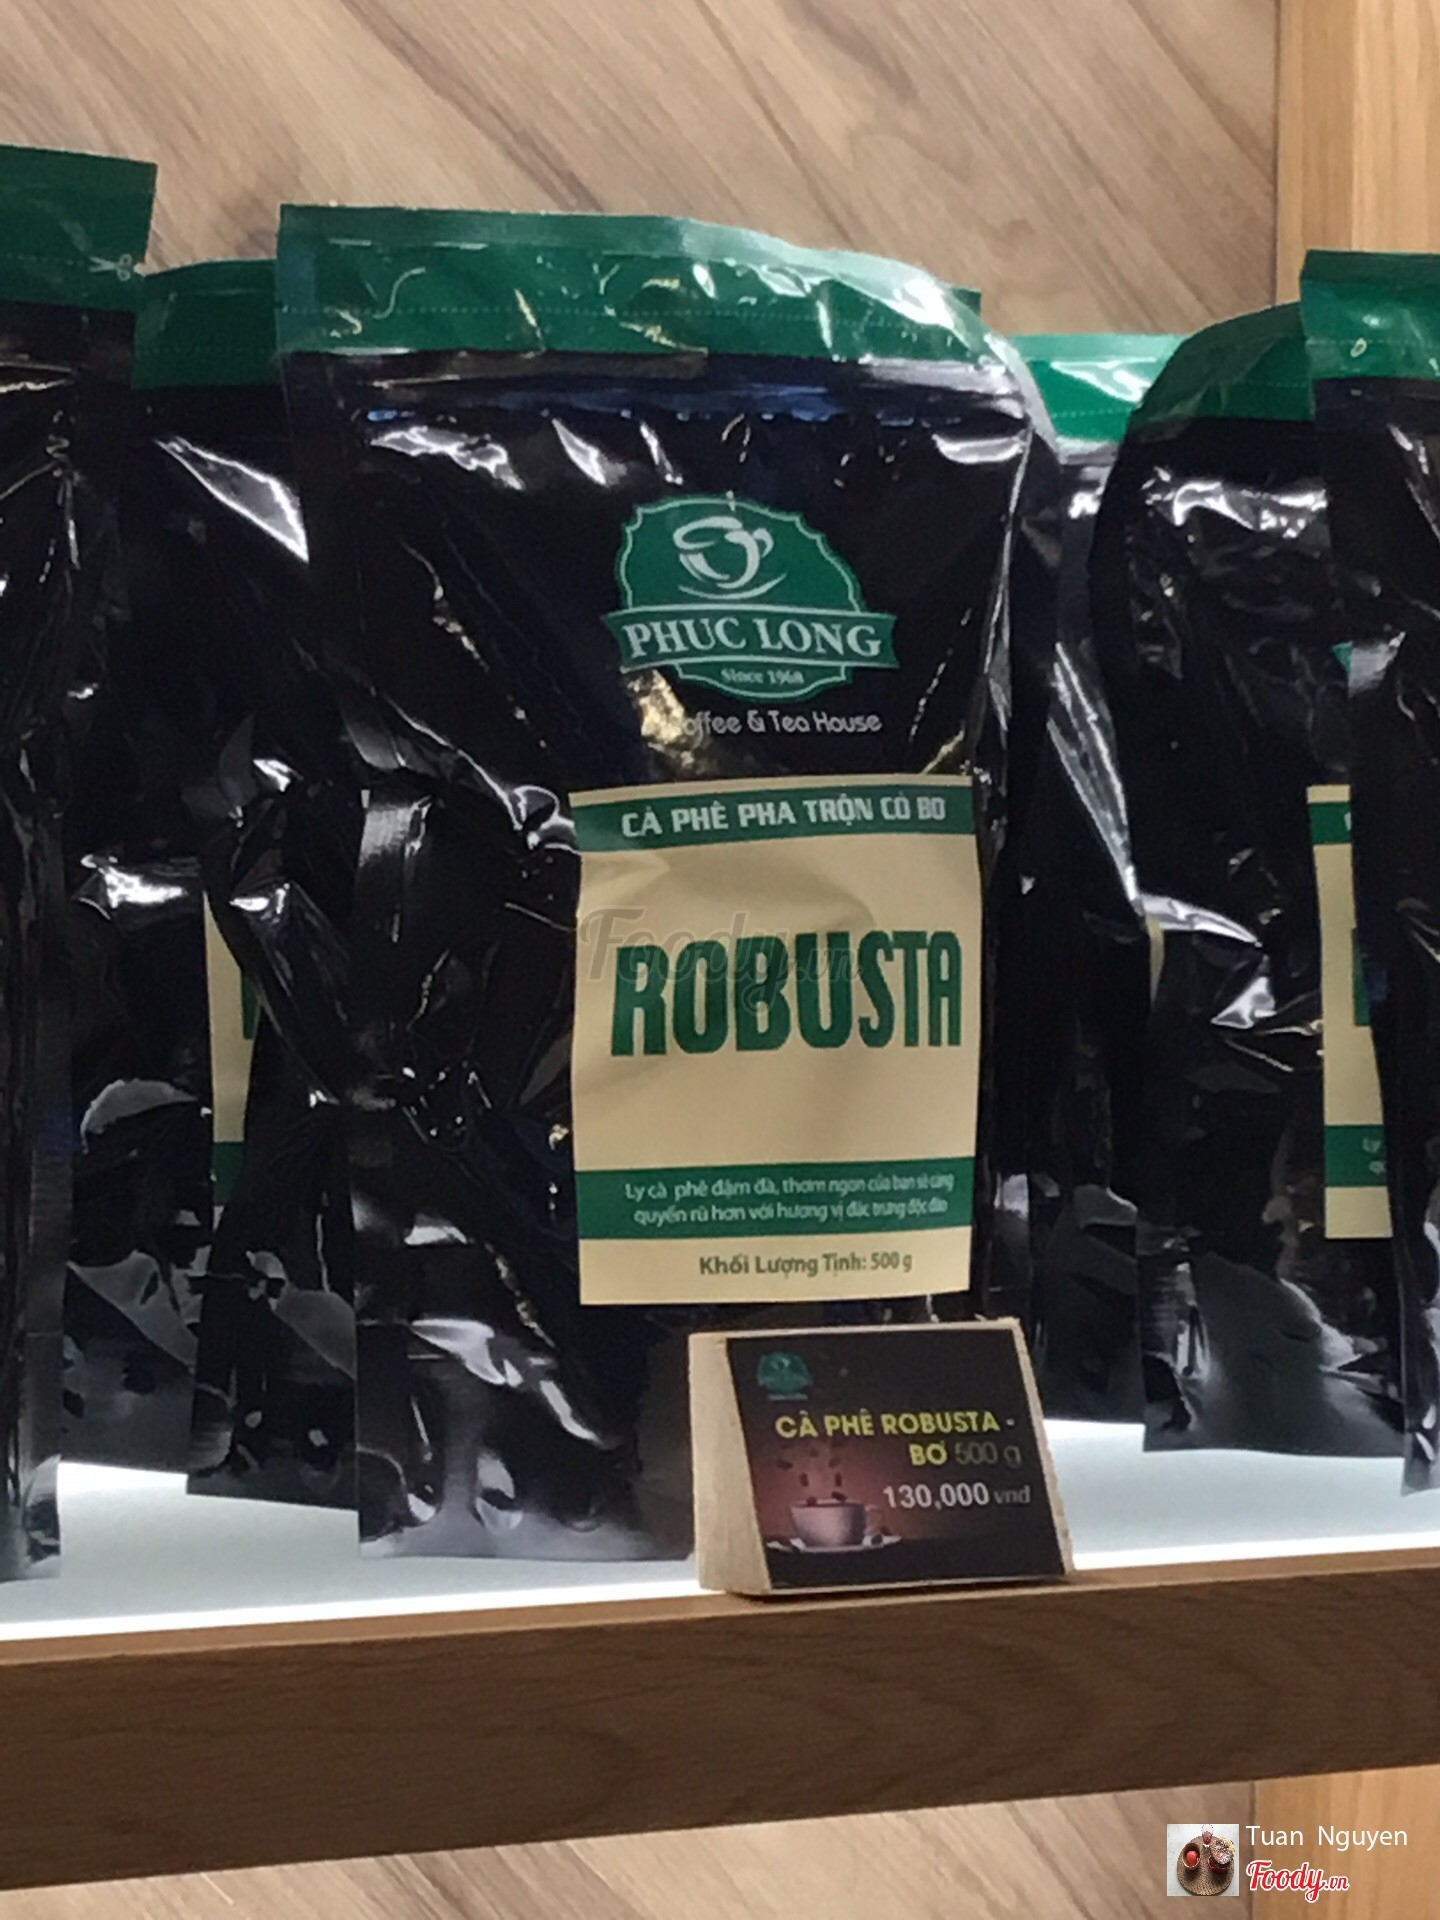 PHUC LONG
Since 1968
Coffee & Tea House
CÀ PHÊ PHA TRỘN CÓ BƠ
ROBUSTA
Ly cà phê đậm đà, thơm ngon của bạn sẽ càng
quyến rũ hơn với hương vị đặc trưng độc đáo
Khối Lượng Tịnh: 500 g
CÀ PHÊ ROBUSTA -
BƠ 500 g
130,000 vnd
Foody.vn
Tuan Nguyen
Foody.vn